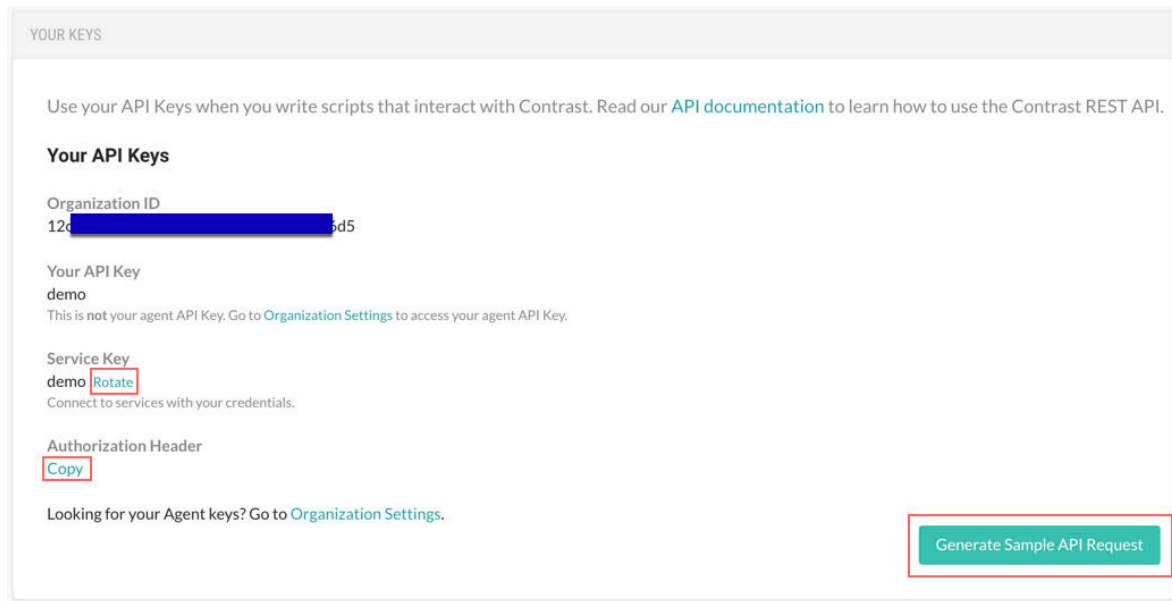 YOUR KEYS
Use your API Keys when you write scripts that interact with Contrast. Read our API documentation to learn how to use the Contrast REST API.
Your API Keys
Organization ID
12 d5
Your API Key
demo
This is not your agent API Key. Go to Organization Settings to access your agent API Key.
Service Key
demo Rotate
Connect to services with your credentials.
Authorization Header
Copy
Looking for your Agent keys? Go to Organization Settings.
Generate Sample API Request